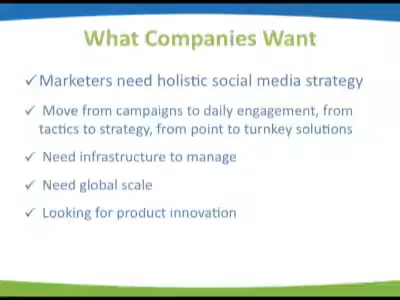 What Companies Want
✓Marketers need holistic social media strategy
✓ Move from campaigns to daily engagement, from
tactics to strategy, from point to turnkey solutions
✓ Need infrastructure to manage
✓ Need global scale
✓ Looking for product innovation